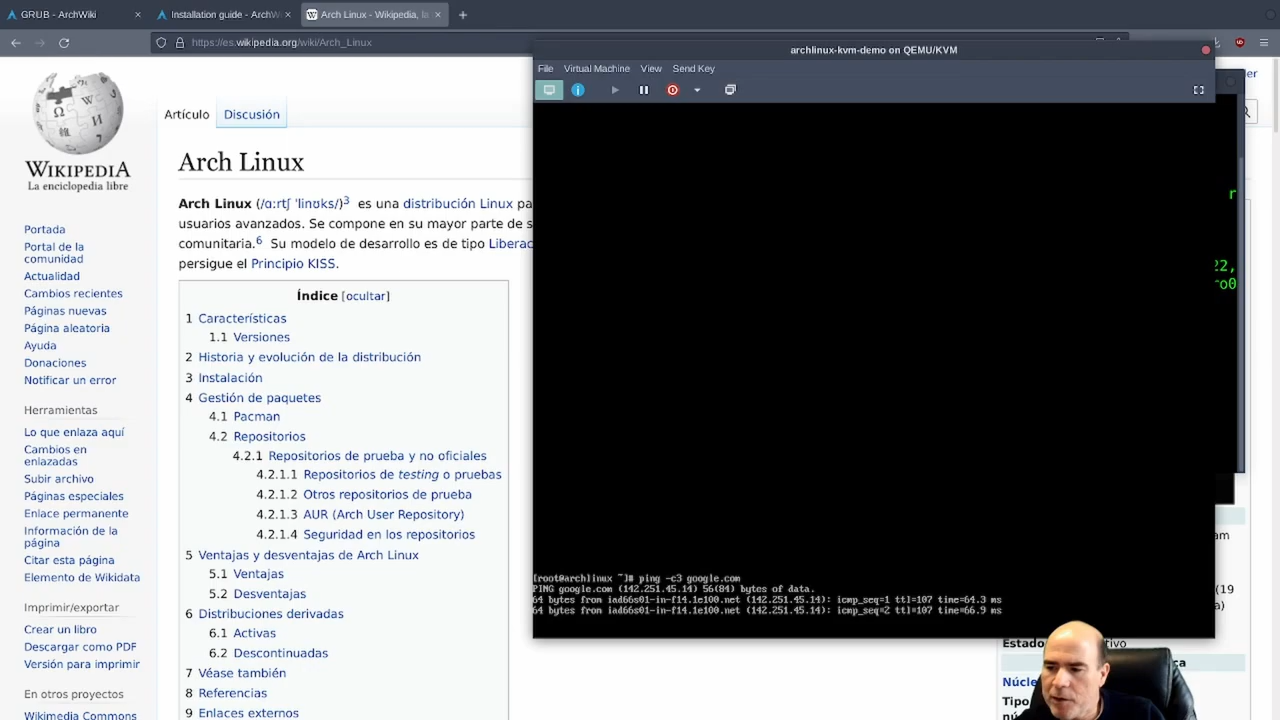 GRUB - ArchWiki
Installation guide - ArchW
Arch Linux - Wikipedia, la
https://es.wikipedia.org/wiki/Arch_Linux
archlinux-kvm-demo on QEMU/KVM
File Virtual Machine View Send Key
WIKIPEDIA
La enciclopedia libre
Portada
Portal de la
comunidad
Actualidad
Cambios recientes
Páginas nuevas
Página aleatoria
Ayuda
Donaciones
Notificar un error
Herramientas
Lo que enlaza aquí
Cambios en
enlazadas
Subir archivo
Páginas especiales
Enlace permanente
Información de la
página
Citar esta página
Elemento de Wikidata
Imprimir/exportar
Crear un libro
Descargar como PDF
Versión para imprimir
En otros proyectos
Wikimedia Commons
Artículo Discusión
Arch Linux
Arch Linux (/ɑːrtʃ ˈlinʊks/)3 es una distribución Linux pa
usuarios avanzados. Se compone en su mayor parte de s
comunitaria.6 Su modelo de desarrollo es de tipo Liberac
persigue el Principio KISS.
Índice [ocultar]
1 Características
1.1 Versiones
2 Historia y evolución de la distribución
3 Instalación
4 Gestión de paquetes
4.1 Pacman
4.2 Repositorios
4.2.1 Repositorios de prueba y no oficiales
4.2.1.1 Repositorios de testing o pruebas
4.2.1.2 Otros repositorios de prueba
4.2.1.3 AUR (Arch User Repository)
4.2.1.4 Seguridad en los repositorios
5 Ventajas y desventajas de Arch Linux
5.1 Ventajas
5.2 Desventajas
6 Distribuciones derivadas
6.1 Activas
6.2 Descontinuadas
7 Véase también
8 Referencias
9 Enlaces externos
[root@archlinux ~]# ping -c3 google.com
PING google.com (142.251.45.14) 56(84) bytes of data.
64 bytes from iad66s01-in-f14.1e100.net (142.251.45.14): icmp_seq=1 ttl=107 time=64.3 ms
64 bytes from iad66s01-in-f14.1e100.net (142.251.45.14): icmp_seq=2 ttl=107 time=66.9 ms
er
r
22,
ro0
am
(19
a)
Estado
tivo
ca
Núcle
Tipo
nú